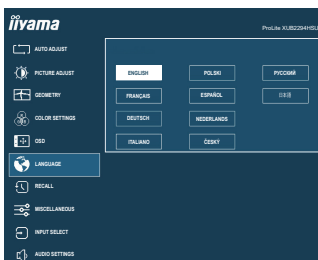 iiyama
ProLite XUB2294HSU
AUTO ADJUST
PICTURE ADJUST
GEOMETRY
COLOR SETTINGS
OSD
LANGUAGE
RECALL
MISCELLANEOUS
INPUT SELECT
AUDIO SETTINGS
ENGLISH POLSKI РУССКИЙ
FRANÇAIS ESPAÑOL 日本語
DEUTSCH NEDERLANDS
ITALIANO ČESKÝ